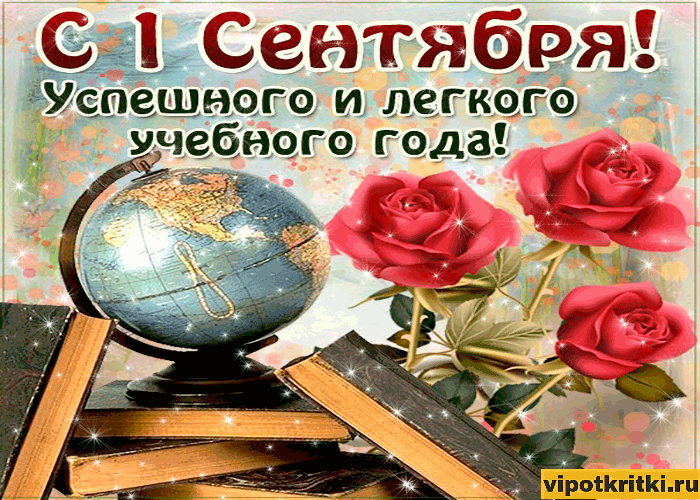 С 1 Сентября!
Успешного и легкого
учебного года!
vipotkritki.ru